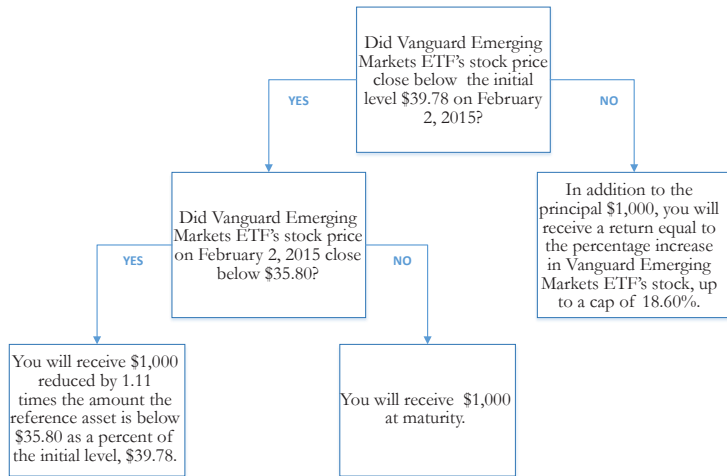 Did Vanguard Emerging
Markets ETF's stock price
close below the initial
level $39.78 on February
2, 2015?
YES
NO
Did Vanguard Emerging
Markets ETF's stock price
on February 2, 2015 close
below $35.80?
In addition to the
principal $1,000, you will
receive a return equal to
the percentage increase
in Vanguard Emerging
Markets ETF's stock, up
to a cap of 18.60%.
YES
NO
You will receive $1,000
reduced by 1.11
times the amount the
reference asset is below
$35.80 as a percent of
the initial level, $39.78.
You will receive $1,000
at maturity.